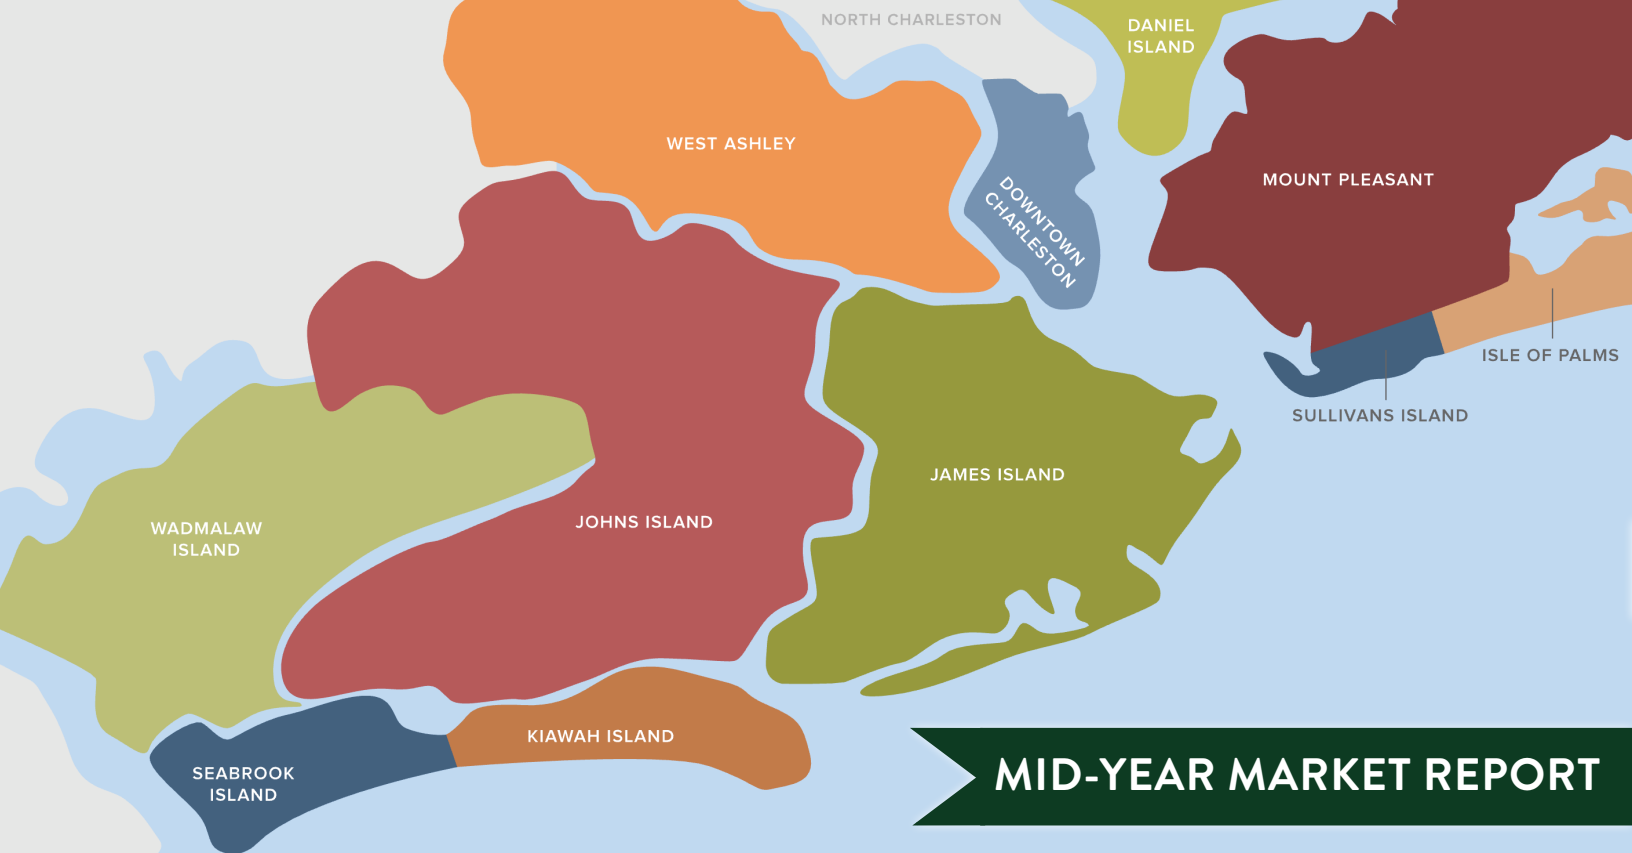 NORTH CHARLESTON
DANIEL
ISLAND
WEST ASHLEY
MOUNT PLEASANT
DOWNTOWN
CHARLESTON
ISLE OF PALMS
SULLIVANS ISLAND
JAMES ISLAND
JOHNS ISLAND
WADMALAW
ISLAND
KIAWAH ISLAND
SEABROOK
ISLAND
MID-YEAR MARKET REPORT